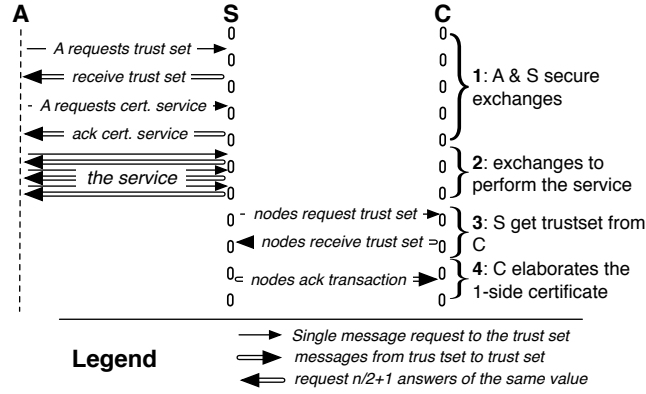 A S C
A requests trust set
receive trust set
A requests cert. service
ack cert. service
1: A & S secure
exchanges
the service
2: exchanges to
perform the service
nodes request trust set
nodes receive trust set
3: S get trustset from
C
nodes ack transaction
4: C elaborates the
1-side certificate
Legend
Single message request to the trust set
messages from trus tset to trust set
request n/2+1 answers of the same value